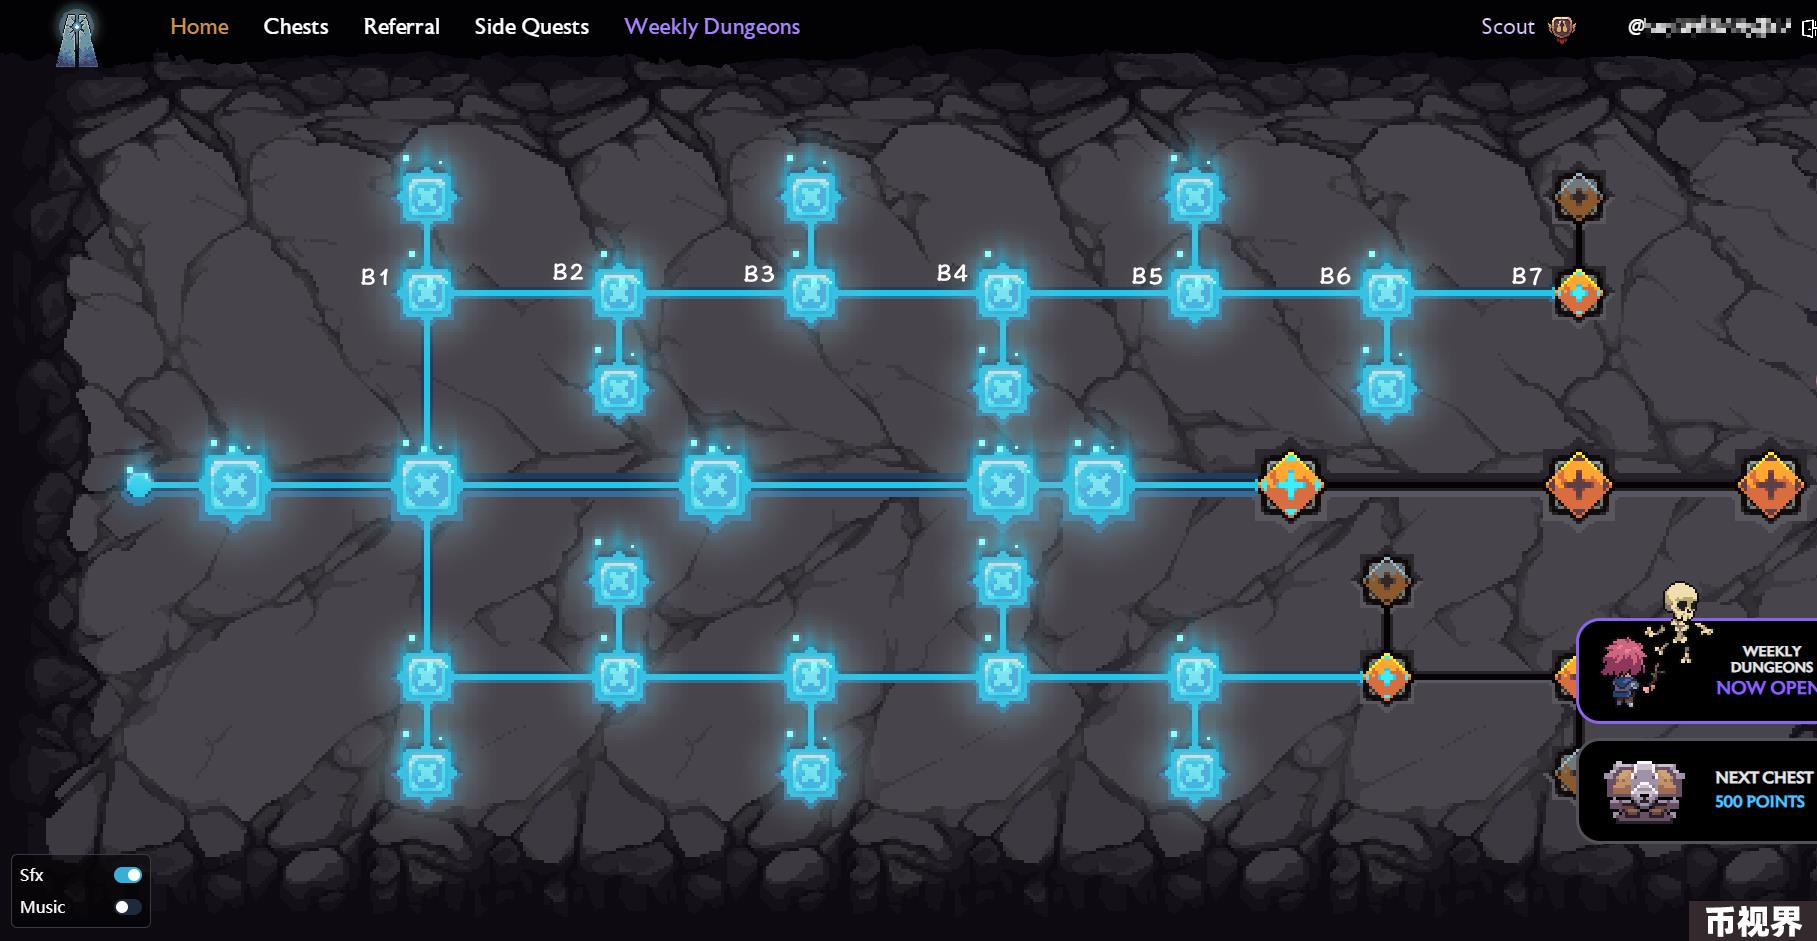 Home
Chests
Referral
Side Quests
Weekly Dungeons
Scout
@
B1
B2
B3
B4
B5
B6
B7
WEEKLY
DUNGEONS
NOW OPEN
NEXT CHEST
500 POINTS
Sfx
Music
币视界